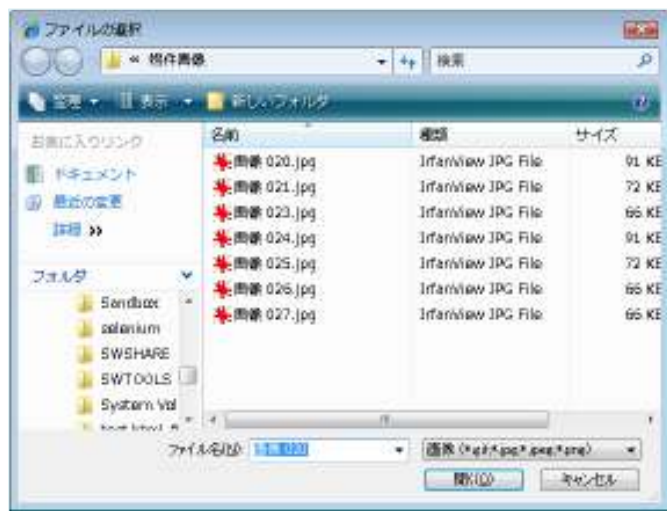 ファイルの選択
« 物件画像
検索
整理 表示 新しいフォルダ
お気に入りリンク
ドキュメント
最近の変更
詳細 »
フォルダ
Sandbox
selenium
SWSHARE
SWTOOLS
System Vol
名前 種類 サイズ
画像 020.jpg IrfanView JPG File 91 KB
画像 021.jpg IrfanView JPG File 72 KB
画像 023.jpg IrfanView JPG File 66 KB
画像 024.jpg IrfanView JPG File 91 KB
画像 025.jpg IrfanView JPG File 72 KB
画像 026.jpg IrfanView JPG File 66 KB
画像 027.jpg IrfanView JPG File 66 KB
ファイル名(N): 画像 020
画像 (*.gif;*.jpg;*.jpeg;*.png)
開く(O) キャンセル